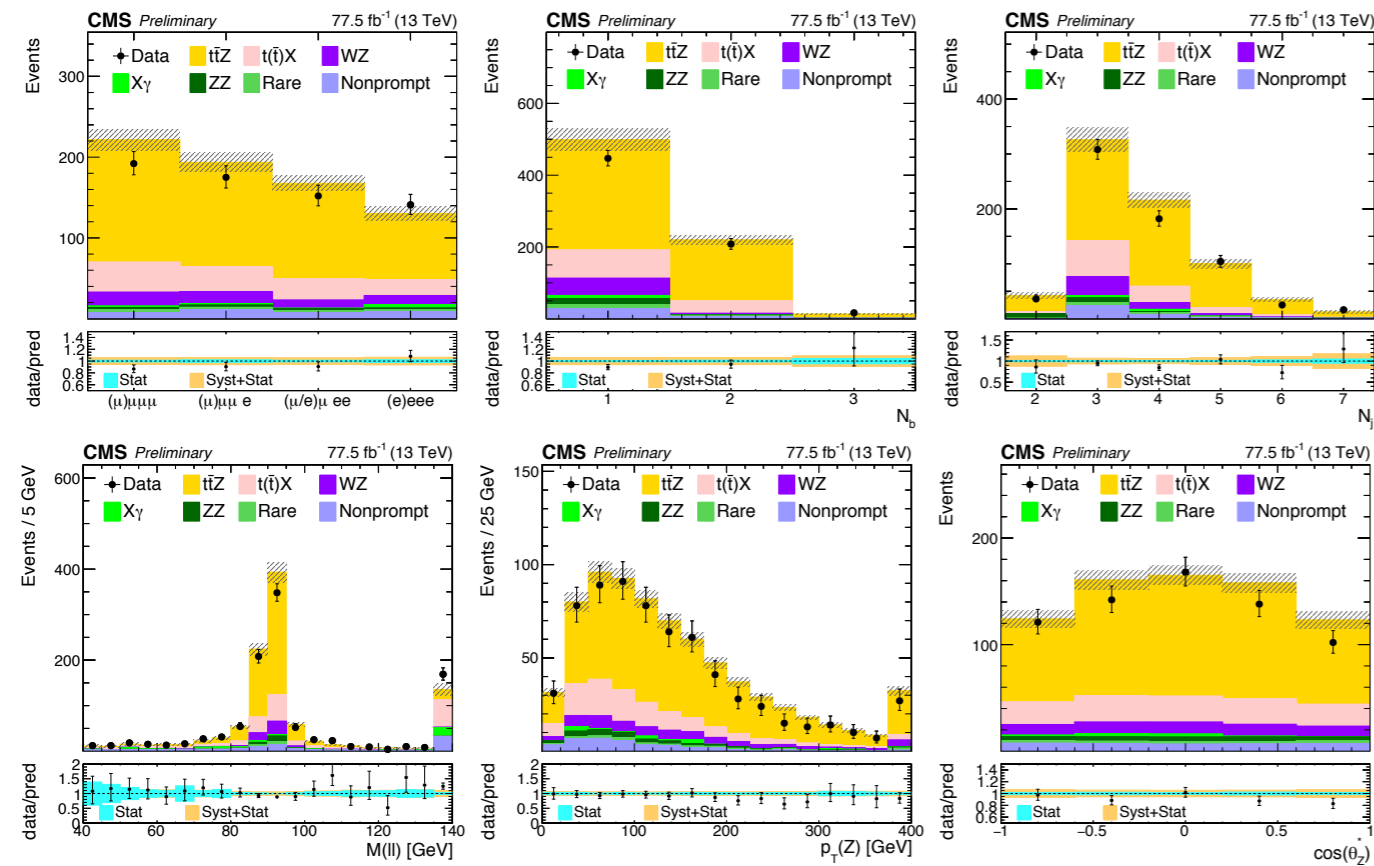 CMS Preliminary 77.5 fb⁻¹ (13 TeV)
Events
Data tt̄Z t(t̄)X WZ
Xγ ZZ Rare Nonprompt
300
200
100
data/pred
1.4
1.2
1
0.8
0.6
Stat Syst+Stat
(μ)μμμ (μ)μμ e (μ/e)μ ee (e)eee
CMS Preliminary 77.5 fb⁻¹ (13 TeV)
Events
Data tt̄Z t(t̄)X WZ
Xγ ZZ Rare Nonprompt
600
400
200
0
data/pred
1.4
1.2
1
0.8
0.6
Stat Syst+Stat
1 2 3
N_b
CMS Preliminary 77.5 fb⁻¹ (13 TeV)
Events
Data tt̄Z t(t̄)X WZ
Xγ ZZ Rare Nonprompt
400
200
data/pred
1.5
1
0.5
Stat Syst+Stat
2 3 4 5 6 7
N_j
CMS Preliminary 77.5 fb⁻¹ (13 TeV)
Events / 5 GeV
Data tt̄Z t(t̄)X WZ
Xγ ZZ Rare Nonprompt
600
400
200
data/pred
2
1.5
1
0.5
0
Stat Syst+Stat
40 60 80 100 120 140
M(ll) [GeV]
CMS Preliminary 77.5 fb⁻¹ (13 TeV)
Events / 25 GeV
Data tt̄Z t(t̄)X WZ
Xγ ZZ Rare Nonprompt
150
100
50
data/pred
2
1.5
1
0.5
0
Stat Syst+Stat
0 100 200 300 400
p_T(Z) [GeV]
CMS Preliminary 77.5 fb⁻¹ (13 TeV)
Events
Data tt̄Z t(t̄)X WZ
Xγ ZZ Rare Nonprompt
200
100
data/pred
1.4
1.2
1
0.8
0.6
Stat Syst+Stat
−1 −0.5 0 0.5 1
cos(θ*_Z)